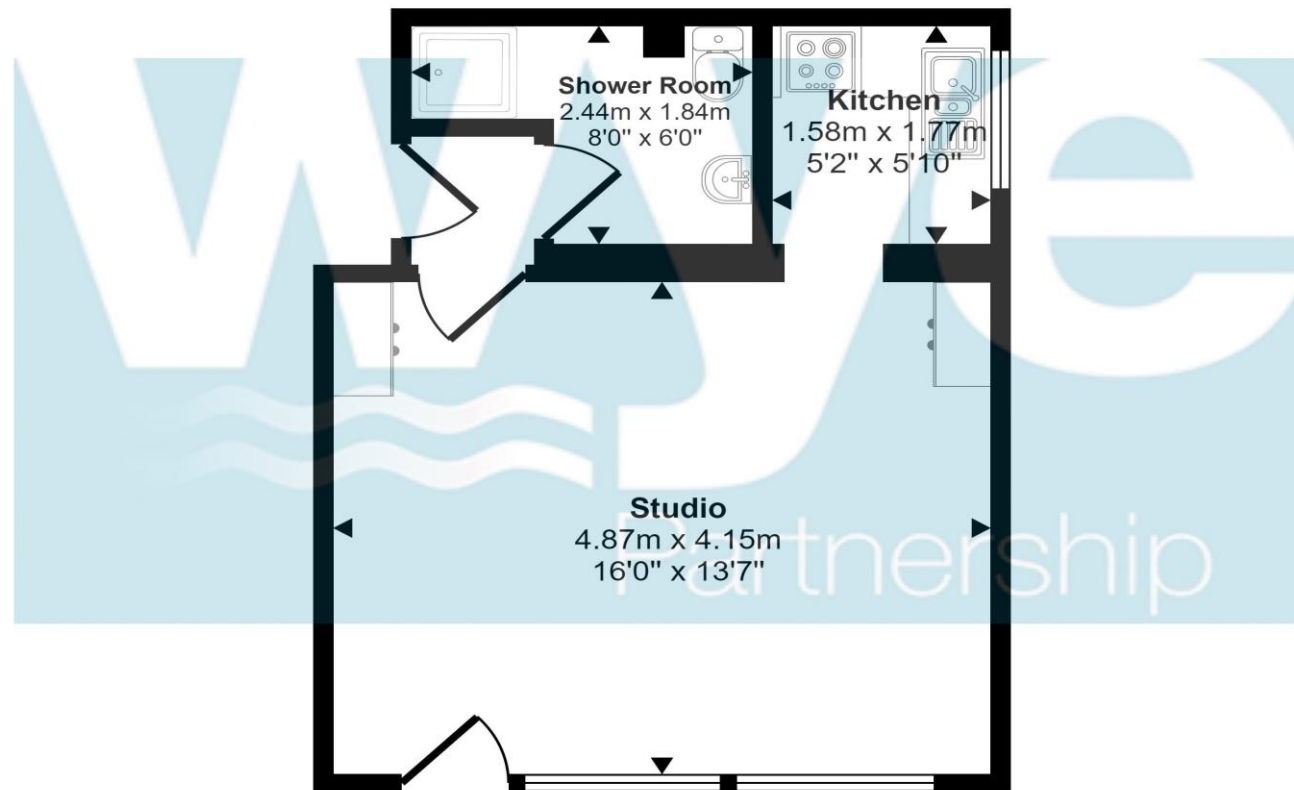 wye
Partnership
Shower Room
2.44m x 1.84m
8'0" x 6'0"
Kitchen
1.58m x 1.77m
5'2" x 5'10"
Studio
4.87m x 4.15m
16'0" x 13'7"